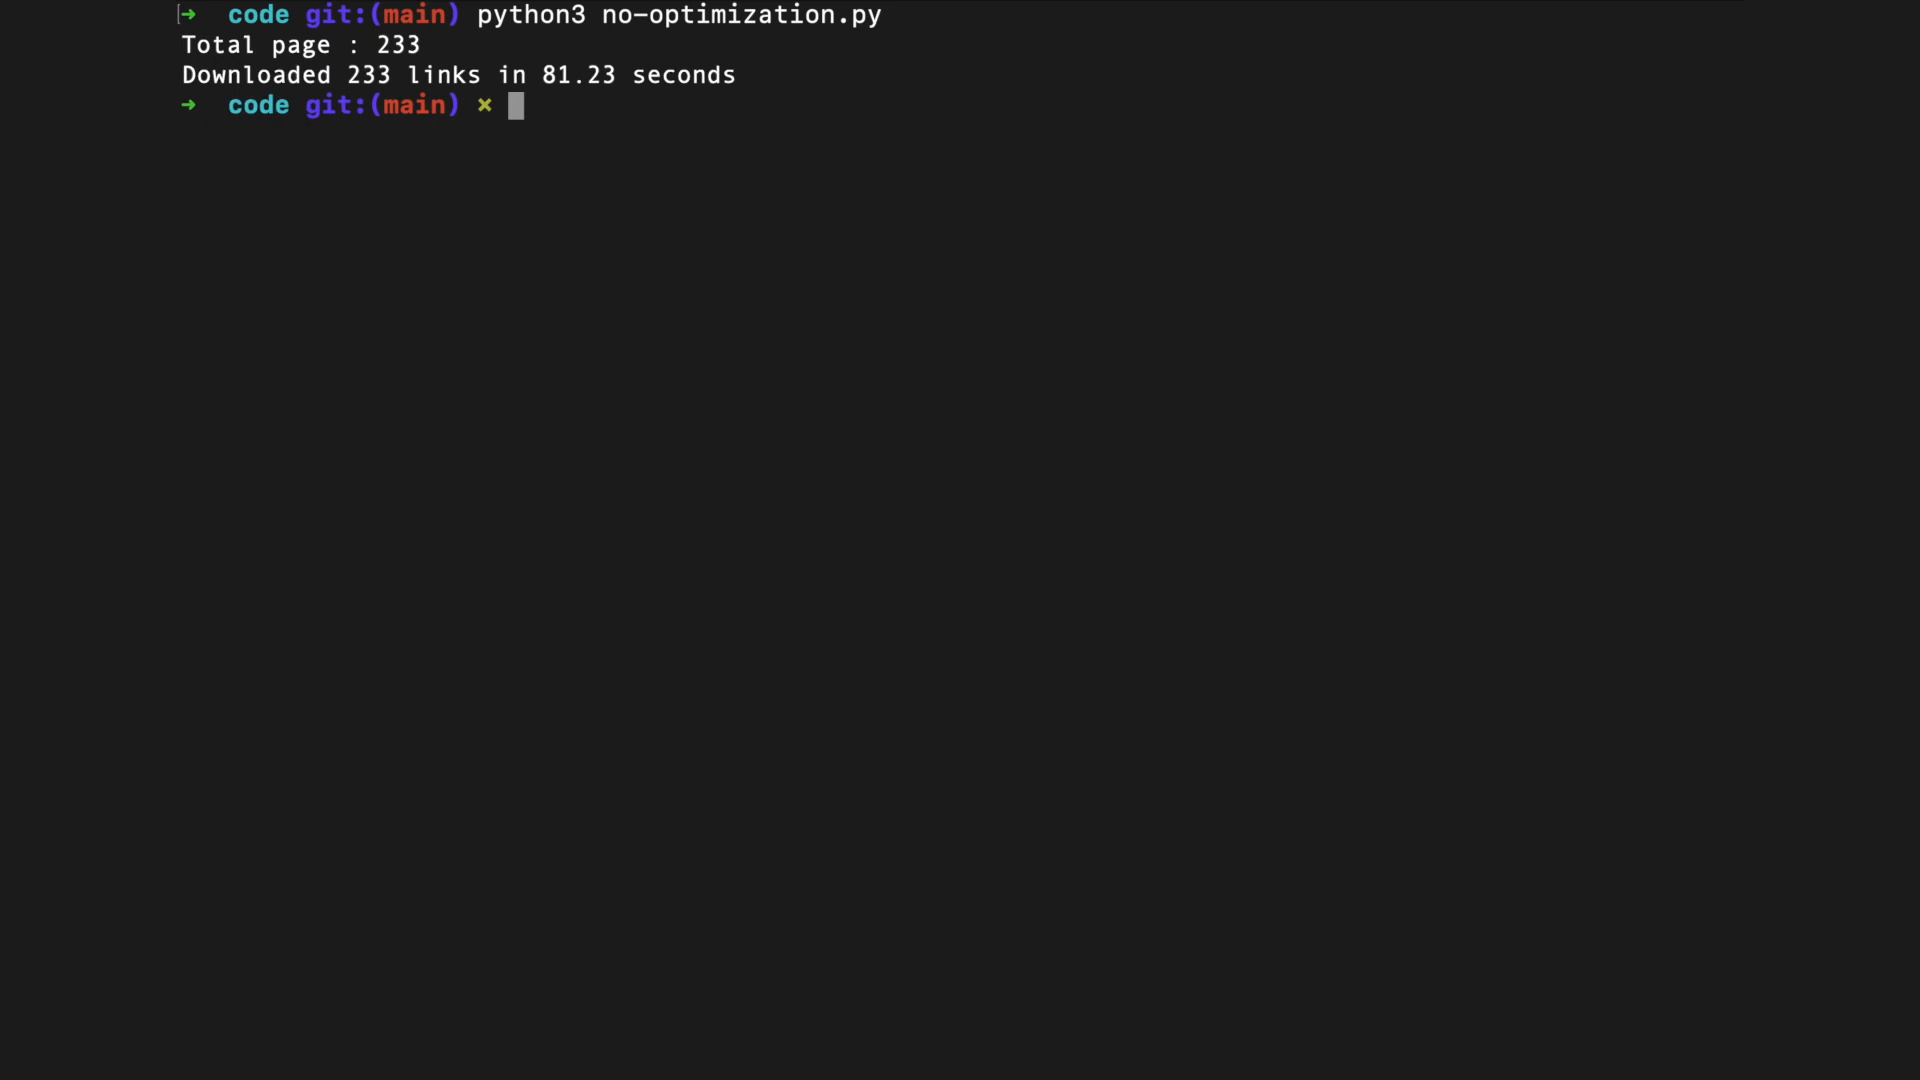 ➜ code git:(main) python3 no-optimization.py
Total page : 233
Downloaded 233 links in 81.23 seconds
➜ code git:(main) ✗